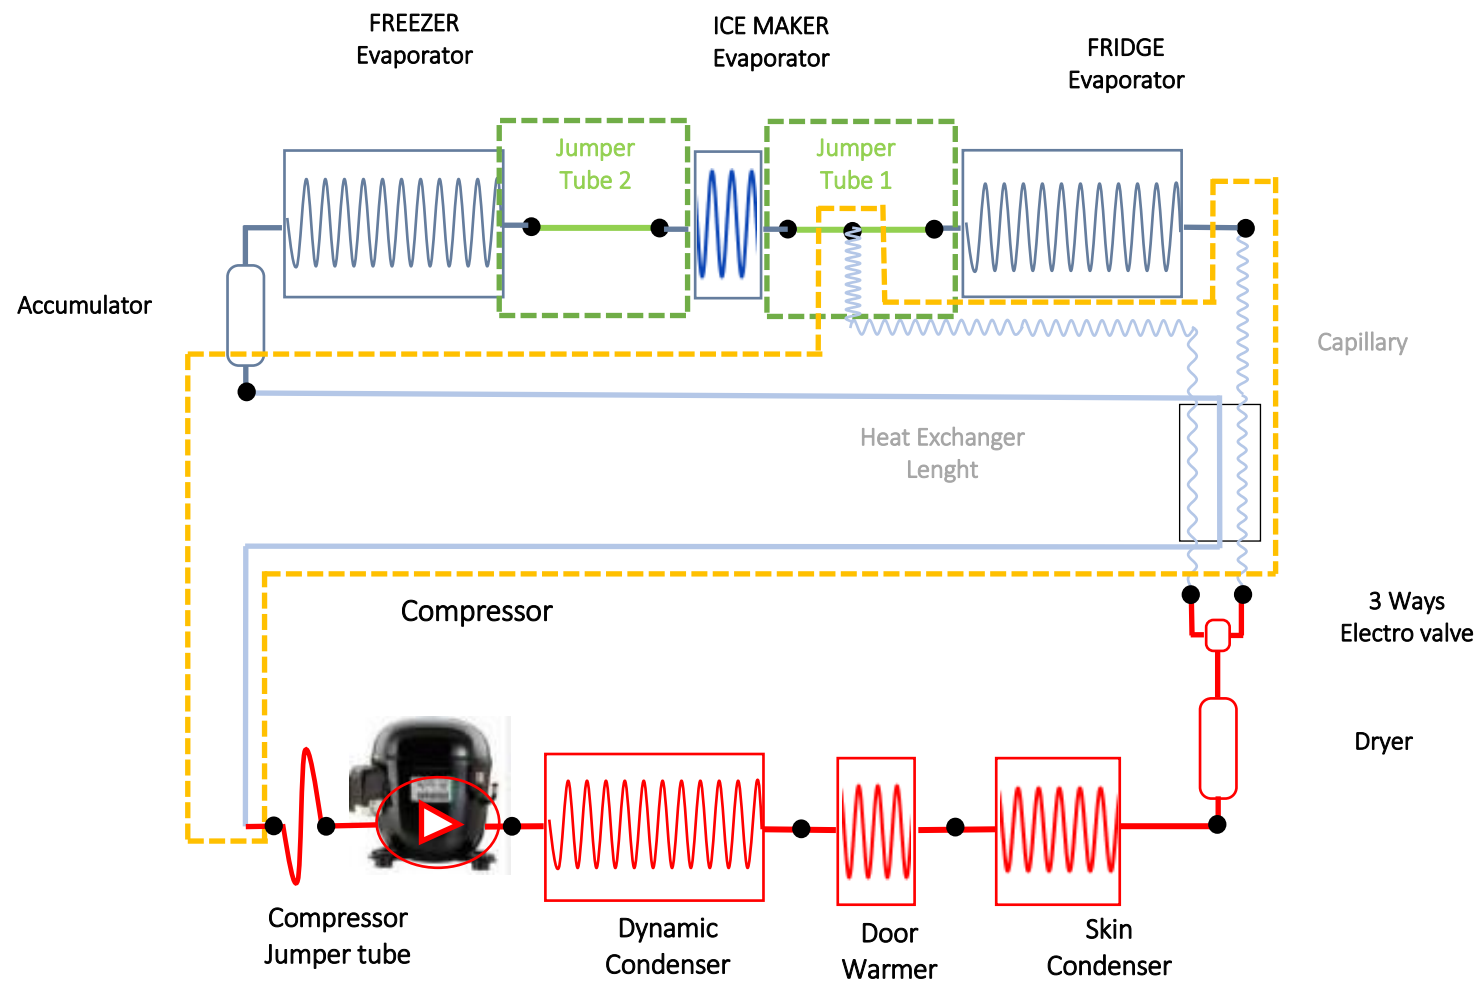 FREEZER
Evaporator
ICE MAKER
Evaporator
FRIDGE
Evaporator
Jumper
Tube 2
Jumper
Tube 1
Accumulator
Capillary
Heat Exchanger
Lenght
Compressor
3 Ways
Electro valve
Dryer
Compressor
Jumper tube
Dynamic
Condenser
Door
Warmer
Skin
Condenser